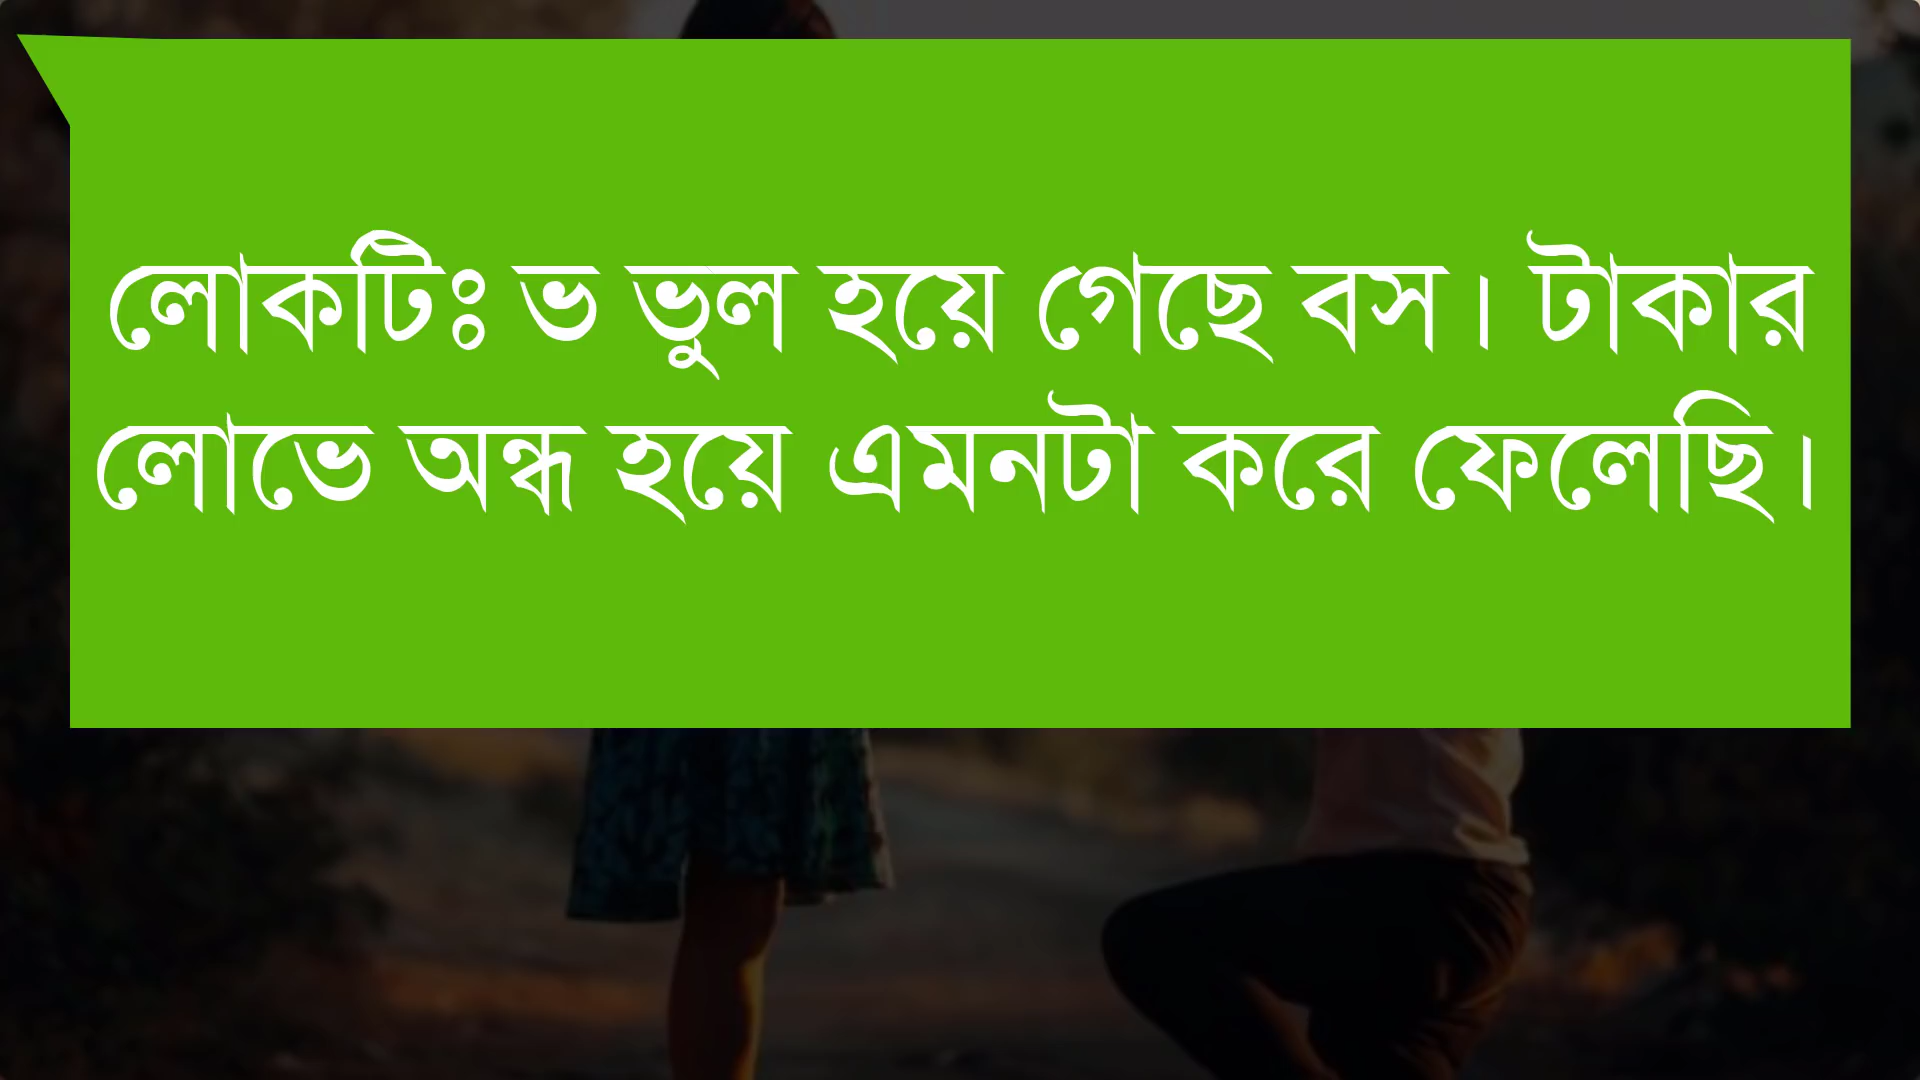 লোকটিঃ ভ ভুল হয়ে গেছে বস। টাকার
লোভে অন্ধ হয়ে এমনটা করে ফেলেছি।